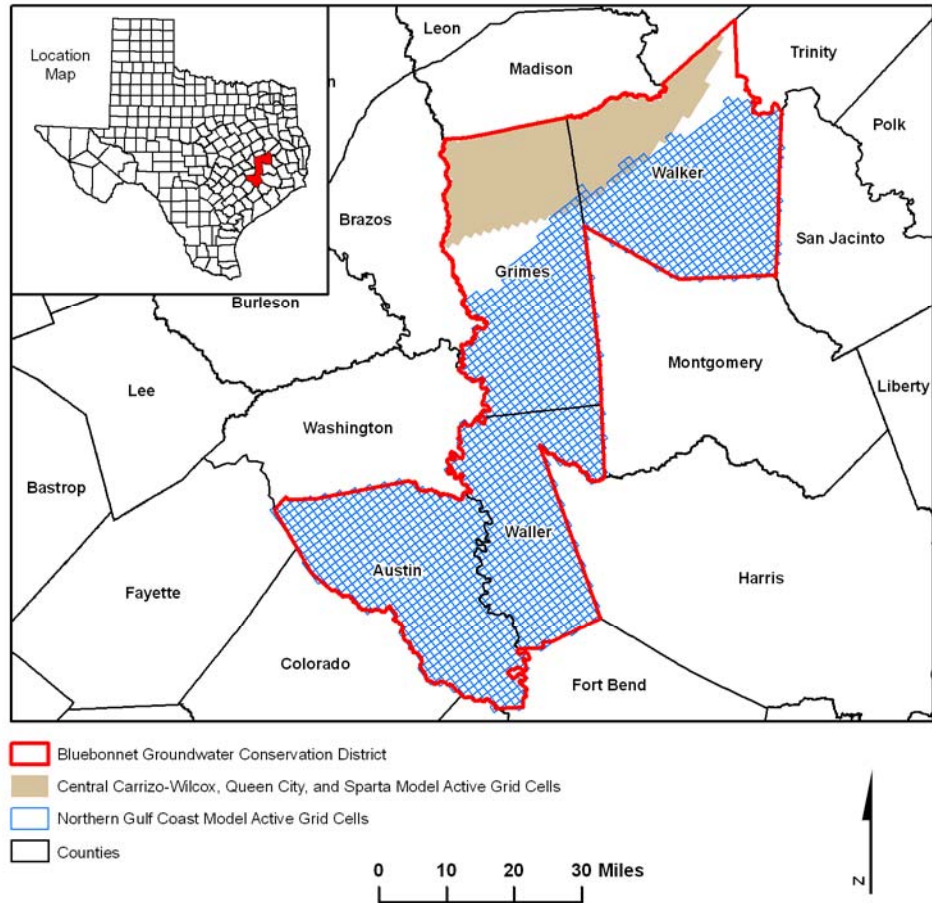 Location
Map
Leon
Madison
Trinity
Polk
Brazos
Walker
San Jacinto
Grimes
Burleson
Montgomery
Lee
Liberty
Washington
Bastrop
Waller
Austin
Harris
Fayette
Colorado
Fort Bend
Bluebonnet Groundwater Conservation District
Central Carrizo-Wilcox, Queen City, and Sparta Model Active Grid Cells
Northern Gulf Coast Model Active Grid Cells
Counties
0 10 20 30 Miles
N